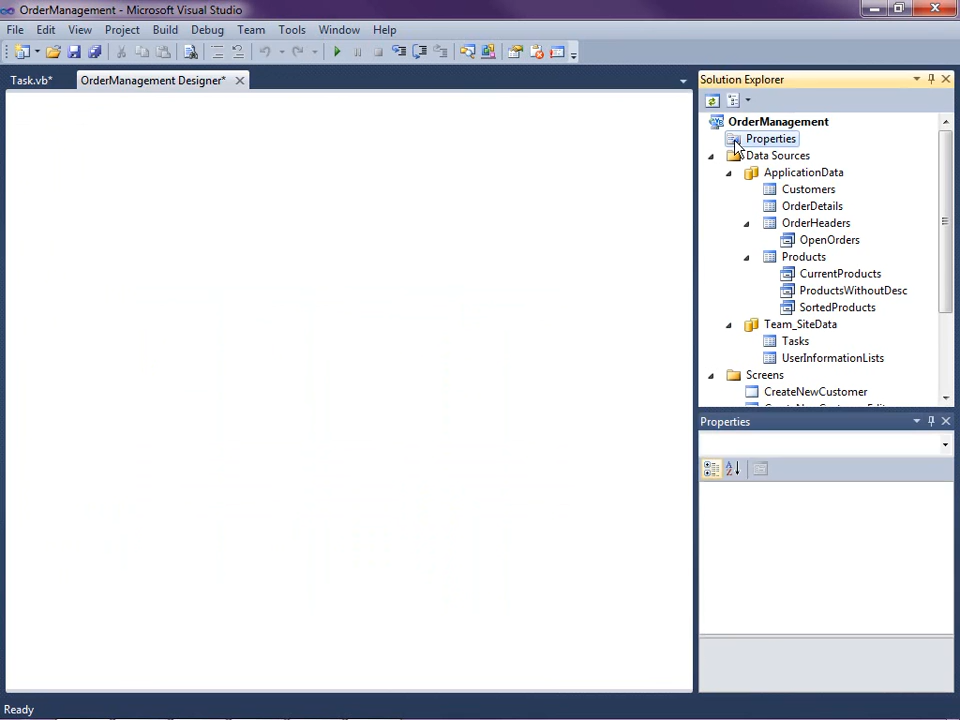 OrderManagement - Microsoft Visual Studio
File Edit View Project Build Debug Team Tools Window Help
Task.vb* OrderManagement Designer*
Solution Explorer
OrderManagement
Properties
Data Sources
ApplicationData
Customers
OrderDetails
OrderHeaders
OpenOrders
Products
CurrentProducts
ProductsWithoutDesc
SortedProducts
Team_SiteData
Tasks
UserInformationLists
Screens
CreateNewCustomer
Properties
Ready